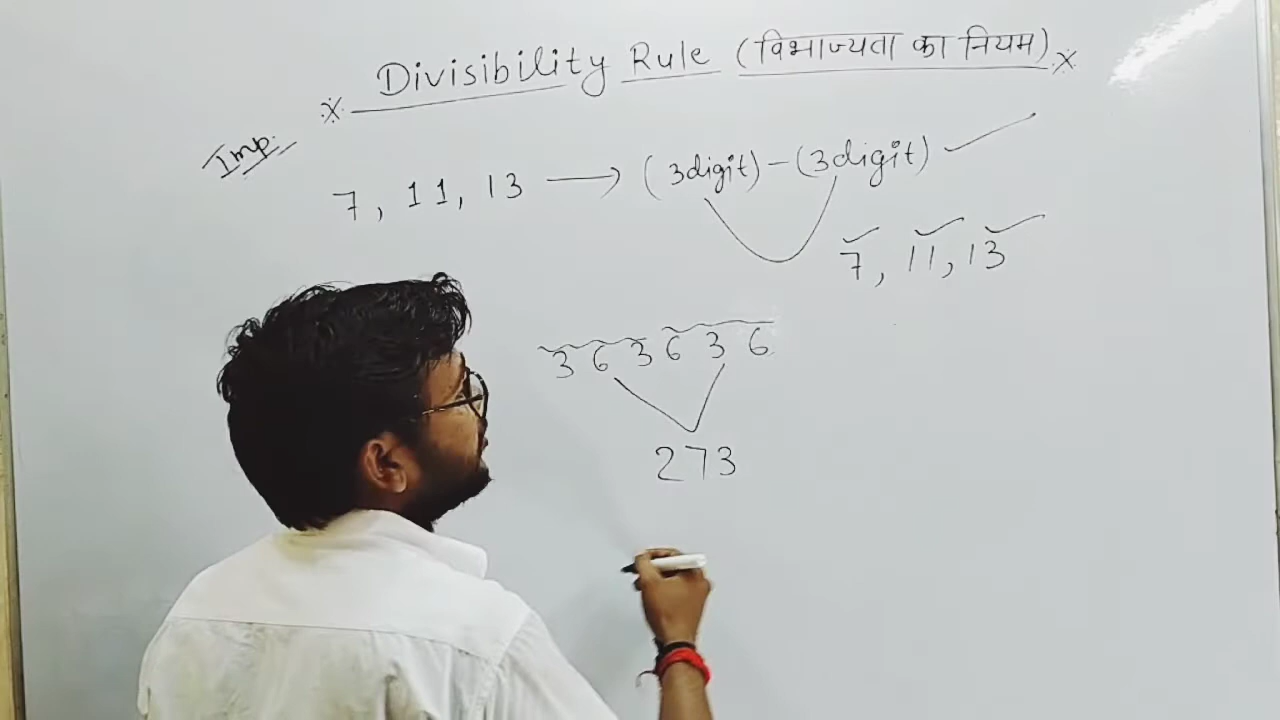 Divisibility Rule (विभाज्यता का नियम)
Imp.
7, 11, 13 → (3digit) - (3digit) ✓
7, 11, 13
363636
273